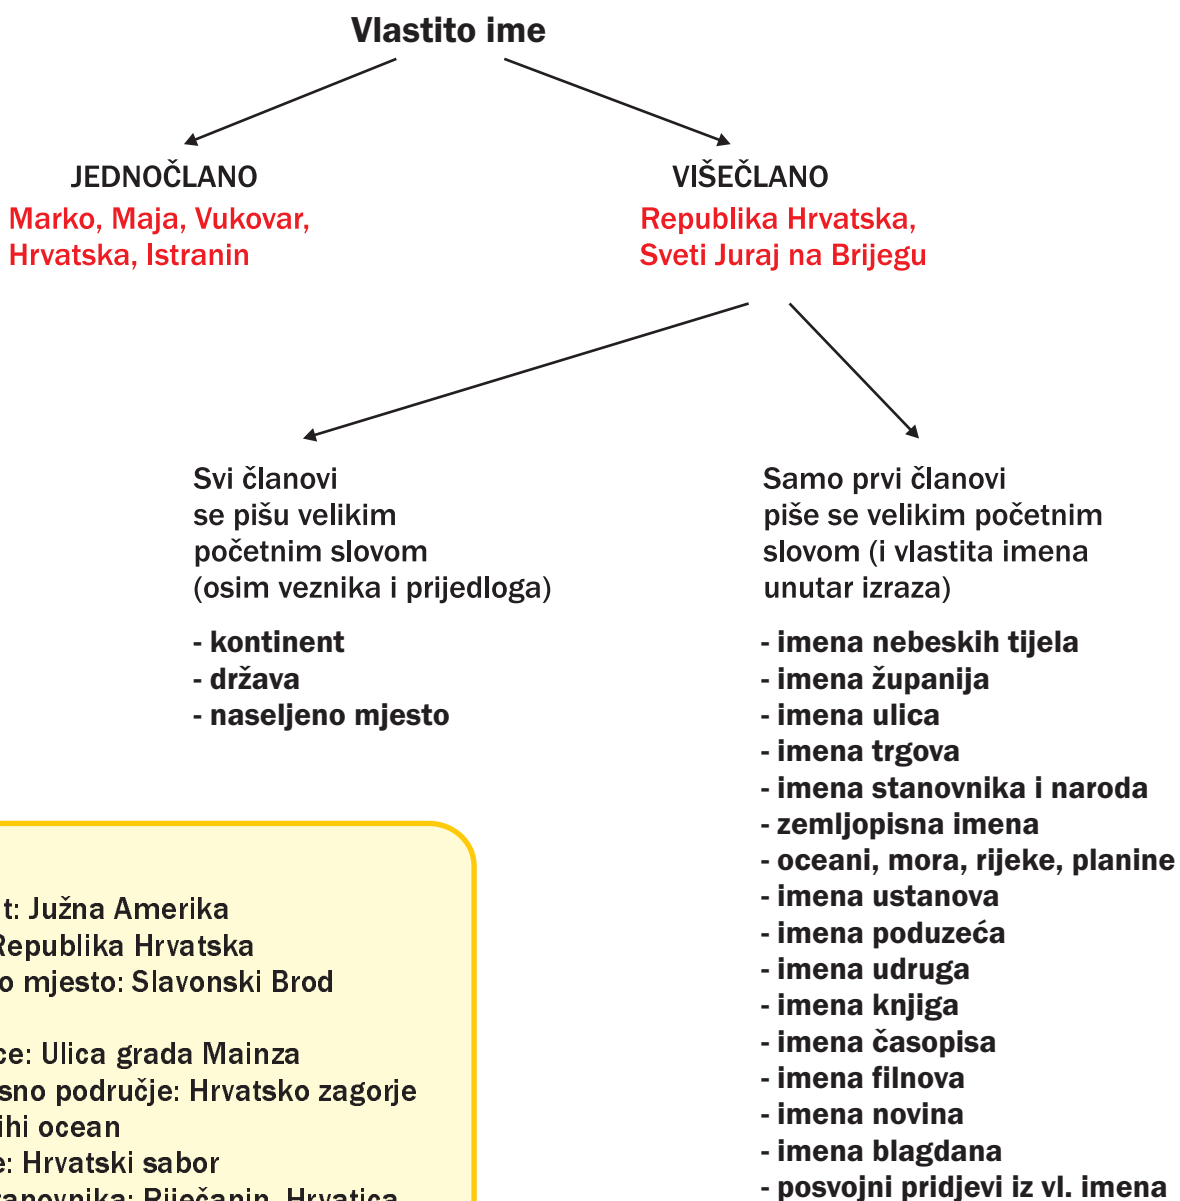 Vlastito ime
JEDNOČLANO
Marko, Maja, Vukovar,
Hrvatska, Istranin
VIŠEČLANO
Republika Hrvatska,
Sveti Juraj na Brijegu
Svi članovi
se pišu velikim
početnim slovom
(osim veznika i prijedloga)
- kontinent
- država
- naseljeno mjesto
Samo prvi članovi
piše se velikim početnim
slovom (i vlastita imena
unutar izraza)
- imena nebeskih tijela
- imena županija
- imena ulica
- imena trgova
- imena stanovnika i naroda
- zemljopisna imena
- oceani, mora, rijeke, planine
- imena ustanova
- imena poduzeća
- imena udruga
- imena knjiga
- imena časopisa
- imena filnova
- imena novina
- imena blagdana
- posvojni pridjevi iz vl. imena
t: Južna Amerika
Republika Hrvatska
o mjesto: Slavonski Brod
ce: Ulica grada Mainza
sno područje: Hrvatsko zagorje
ihi ocean
e: Hrvatski sabor
anovnika: Riječanin, Hrvatica